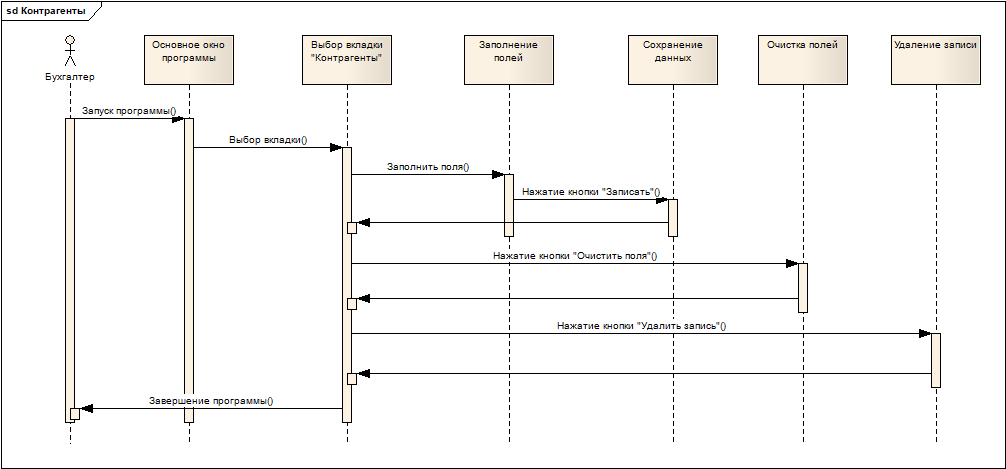 sd Контрагенты
Бухгалтер
Основное окно
программы
Выбор вкладки
"Контрагенты"
Заполнение
полей
Сохранение
данных
Очистка полей
Удаление записи
Запуск программы()
Выбор вкладки()
Заполнить поля()
Нажатие кнопки "Записать"()
Нажатие кнопки "Очистить поля"()
Нажатие кнопки "Удалить запись"()
Завершение программы()